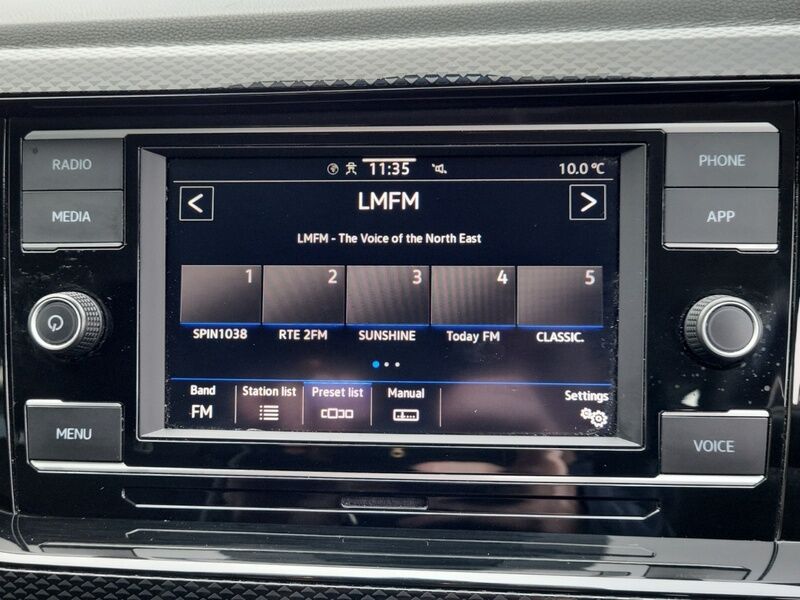 RADIO
MEDIA
MENU
PHONE
APP
VOICE
11:35
10.0 °C
<
LMFM
>
LMFM - The Voice of the North East
1
2
3
4
5
SPIN1038
RTE 2FM
SUNSHINE
Today FM
CLASSIC.
Band
FM
Station list
Preset list
Manual
Settings